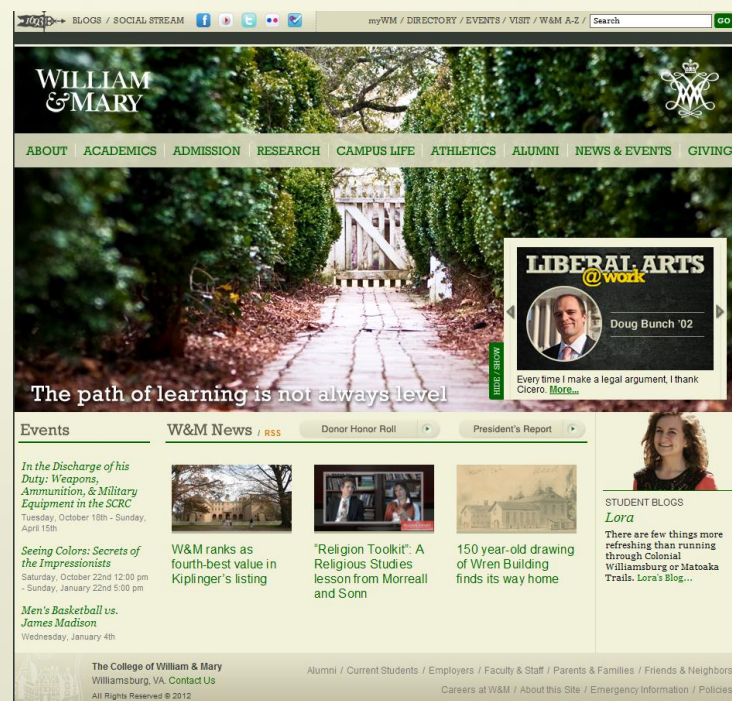 1693
BLOGS / SOCIAL STREAM
myWM / DIRECTORY / EVENTS / VISIT / W&M A-Z /
Search
GO
WILLIAM
& MARY
ABOUT
ACADEMICS
ADMISSION
RESEARCH
CAMPUS LIFE
ATHLETICS
ALUMNI
NEWS & EVENTS
GIVING
LIBERAL ARTS
@work
Doug Bunch '02
HIDE / SHOW
Every time I make a legal argument, I thank
Cicero. More...
The path of learning is not always level
Events
In the Discharge of his
Duty: Weapons,
Ammunition, & Military
Equipment in the SCRC
Tuesday, October 18th - Sunday,
April 15th
Seeing Colors: Secrets of
the Impressionists
Saturday, October 22nd 12:00 pm
- Sunday, January 22nd 5:00 pm
Men's Basketball vs.
James Madison
Wednesday, January 4th
W&M News / RSS
Donor Honor Roll
President's Report
W&M ranks as
fourth-best value in
Kiplinger's listing
"Religion Toolkit": A
Religious Studies
lesson from Morreall
and Sonn
150 year-old drawing
of Wren Building
finds its way home
STUDENT BLOGS
Lora
There are few things more
refreshing than running
through Colonial
Williamsburg or Matoaka
Trails. Lora's Blog...
The College of William & Mary
Williamsburg, VA. Contact Us
All Rights Reserved © 2012
Alumni / Current Students / Employers / Faculty & Staff / Parents & Families / Friends & Neighbors
Careers at W&M / About this Site / Emergency Information / Policies